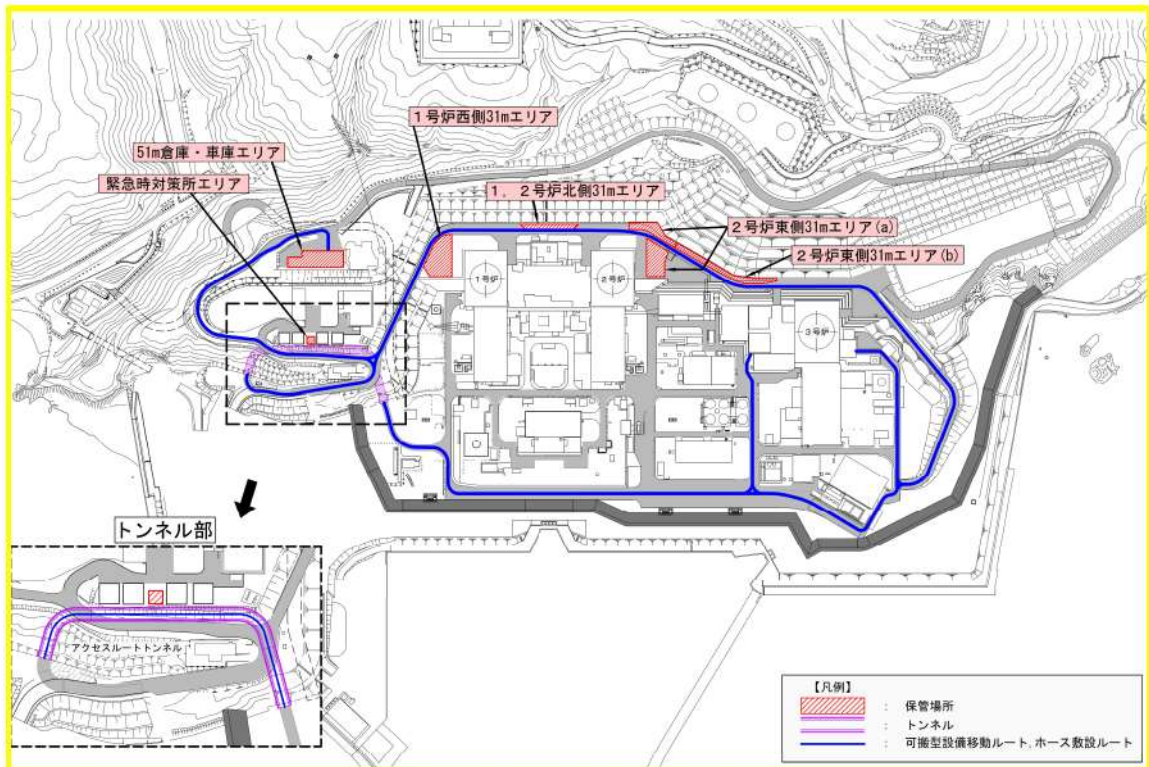 1号炉西側31mエリア
51m倉庫・車庫エリア
緊急時対策所エリア
1,2号炉北側31mエリア
2号炉東側31mエリア(a)
2号炉東側31mエリア(b)
1号炉
2号炉
3号炉
トンネル部
アクセスルートトンネル
【凡例】
: 保管場所
: トンネル
: 可搬型設備移動ルート,ホース敷設ルート